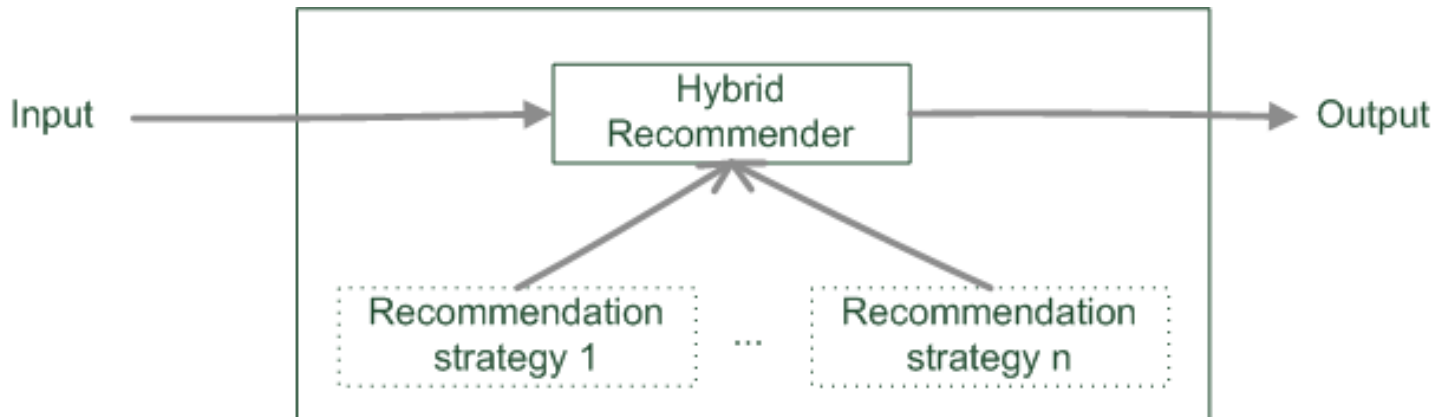 Input
Hybrid
Recommender
Output
Recommendation
strategy 1
...
Recommendation
strategy n